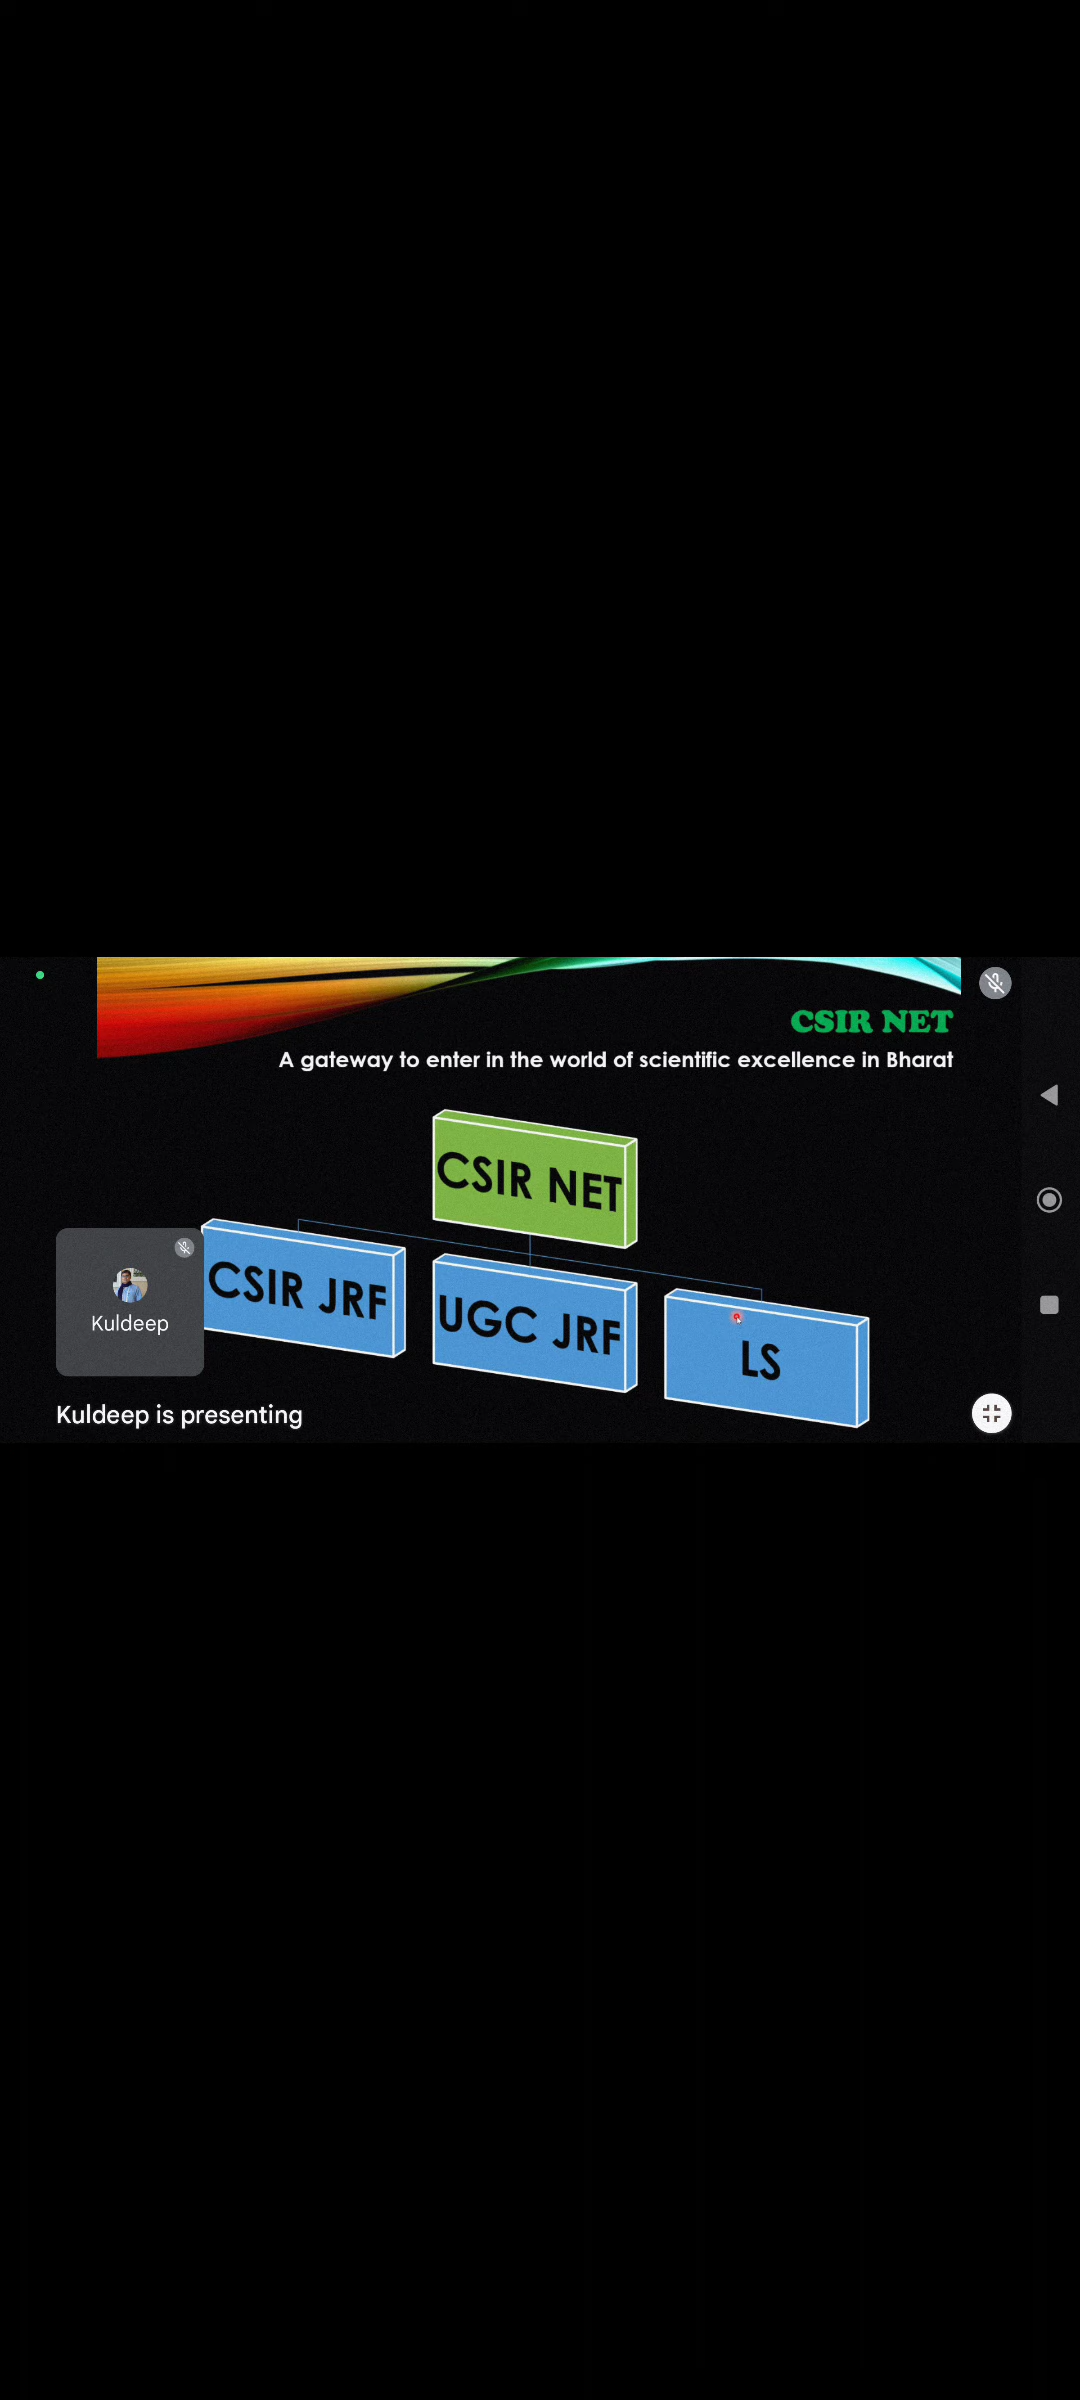 CSIR NET
A gateway to enter in the world of scientific excellence in Bharat
CSIR NET
CSIR JRF
UGC JRF
LS
Kuldeep
Kuldeep is presenting